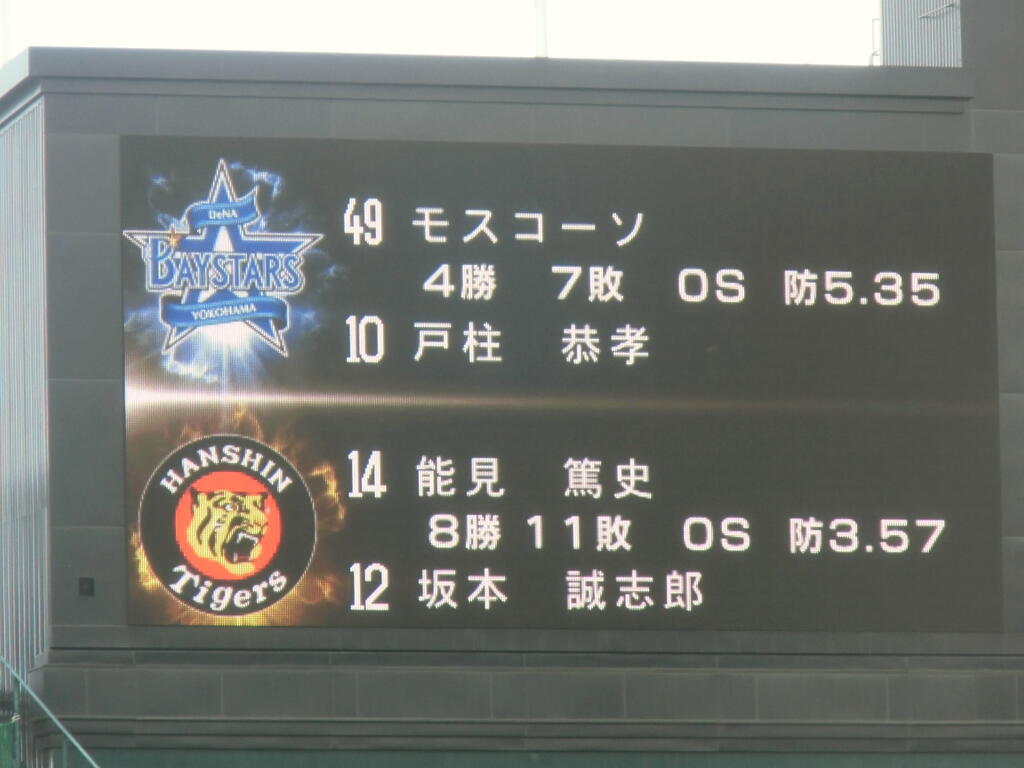 DeNA
BAYSTARS
YOKOHAMA
49 モスコーソ
4勝 7敗 0S 防5.35
10 戸柱 恭孝
HANSHIN
Tigers
14 能見 篤史
8勝 11敗 0S 防3.57
12 坂本 誠志郎